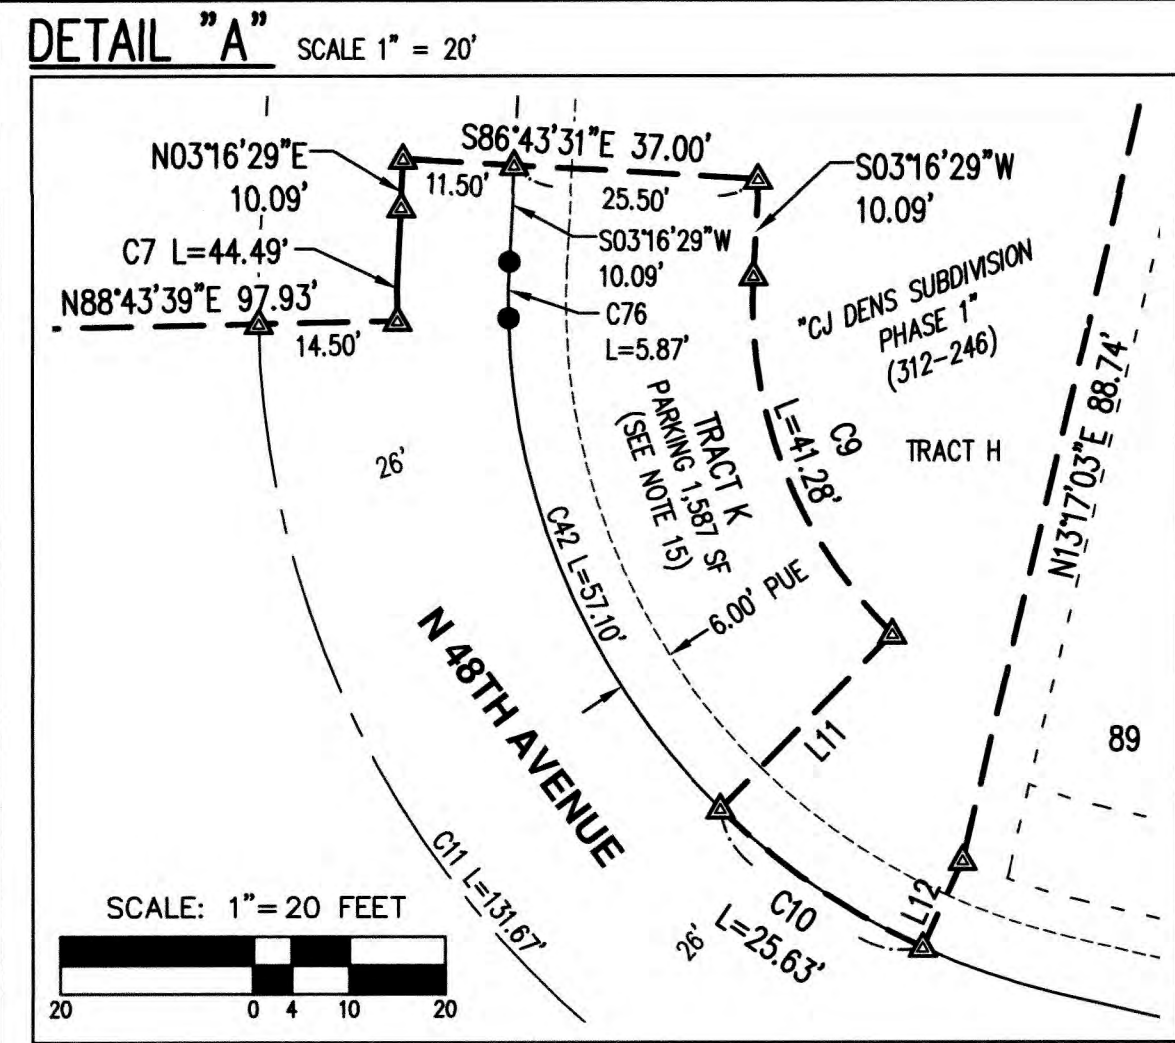 DETAIL "A" SCALE 1" = 20'
S86°43'31"E 37.00'
N03°16'29"E
10.09'
11.50'
25.50'
S03°16'29"W
10.09'
C7 L=44.49'
S03°16'29"W
10.09'
N88°43'39"E 97.93'
14.50'
C76
L=5.87'
"CJ DENS SUBDIVISION
PHASE 1"
(312-246)
TRACT K
PARKING 1,587 SF
(SEE NOTE 15)
C9
L=41.28'
TRACT H
N13°17'03"E 88.74'
26'
C42 L=57.10'
6.00' PUE
N 48TH AVENUE
L11
89
C11 L=131.67'
C10
L=25.63'
L12
26'
SCALE: 1"=20 FEET
20 0 4 10 20